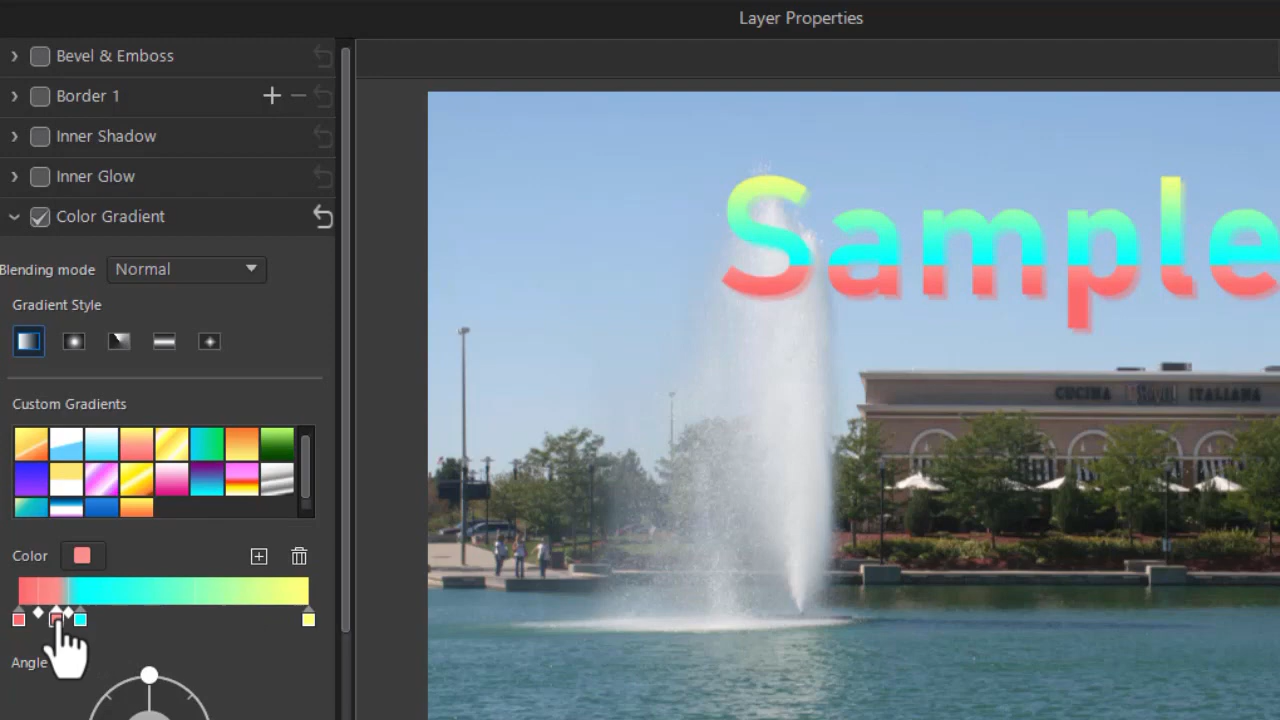 Layer Properties
Bevel & Emboss
Border 1
Inner Shadow
Inner Glow
Color Gradient
Blending mode Normal
Gradient Style
Custom Gradients
Color
Angle
Sample
CUCINA ITALIANA